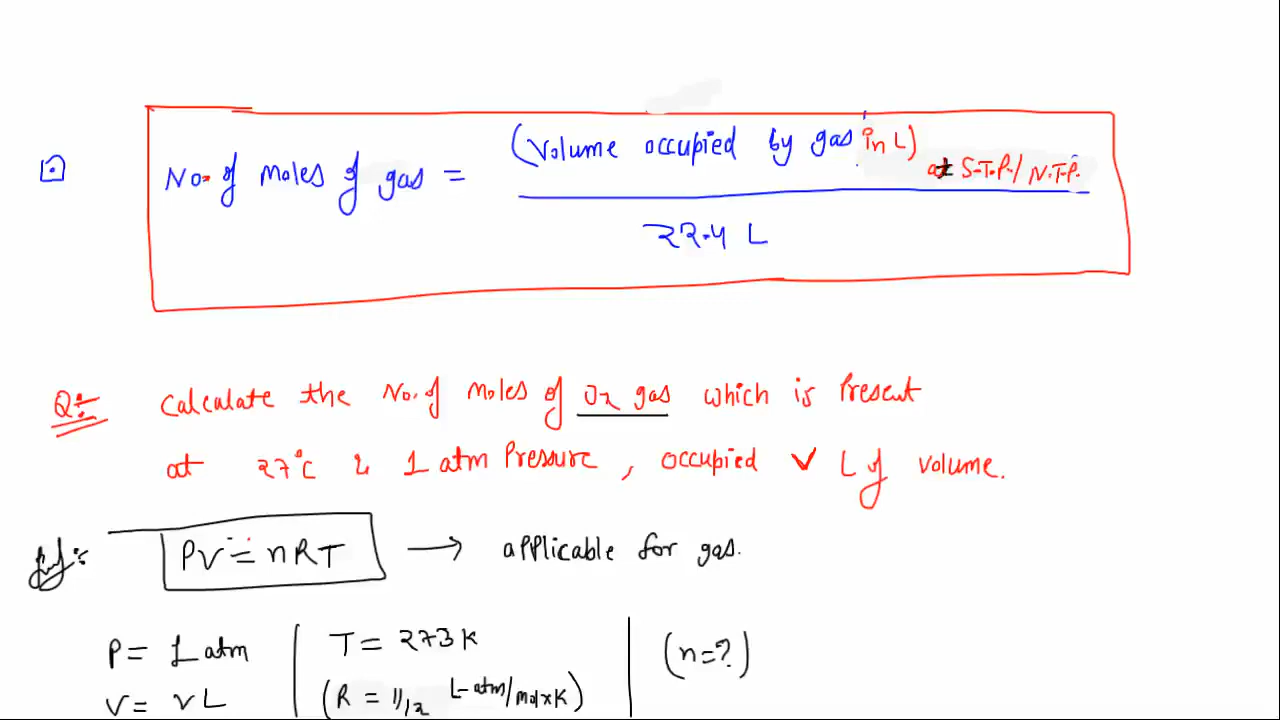 No. of moles of gas = (Volume occupied by gas in L) at S.T.P./ N.T.P.
22.4 L
Q: Calculate the No. of moles of O2 gas which is Present
at 27°C & 1 atm Pressure, occupied V L of volume.
PV = nRT → applicable for gas.
P = 1 atm | T = 273 K | (n=?)
V = V L | (R = 1/12 L-atm/mol×K)